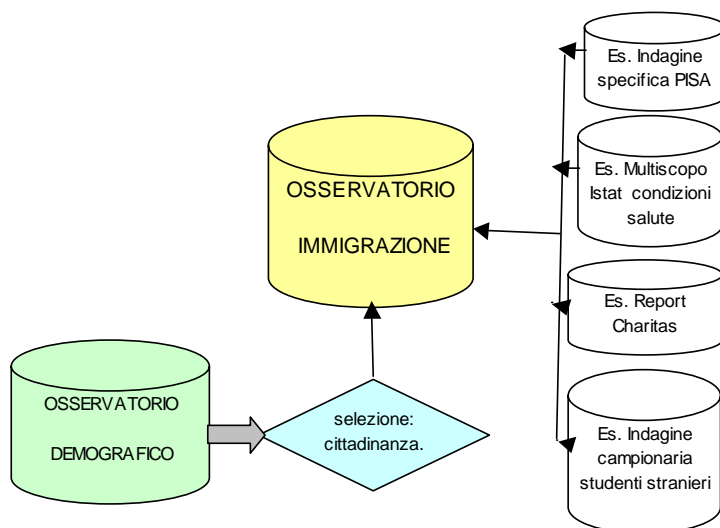 Es. Indagine
specifica PISA
Es. Multiscopo
Istat condizioni
salute
OSSERVATORIO
IMMIGRAZIONE
Es. Report
Charitas
OSSERVATORIO
DEMOGRAFICO
selezione:
cittadinanza.
Es. Indagine
campionaria
studenti stranieri